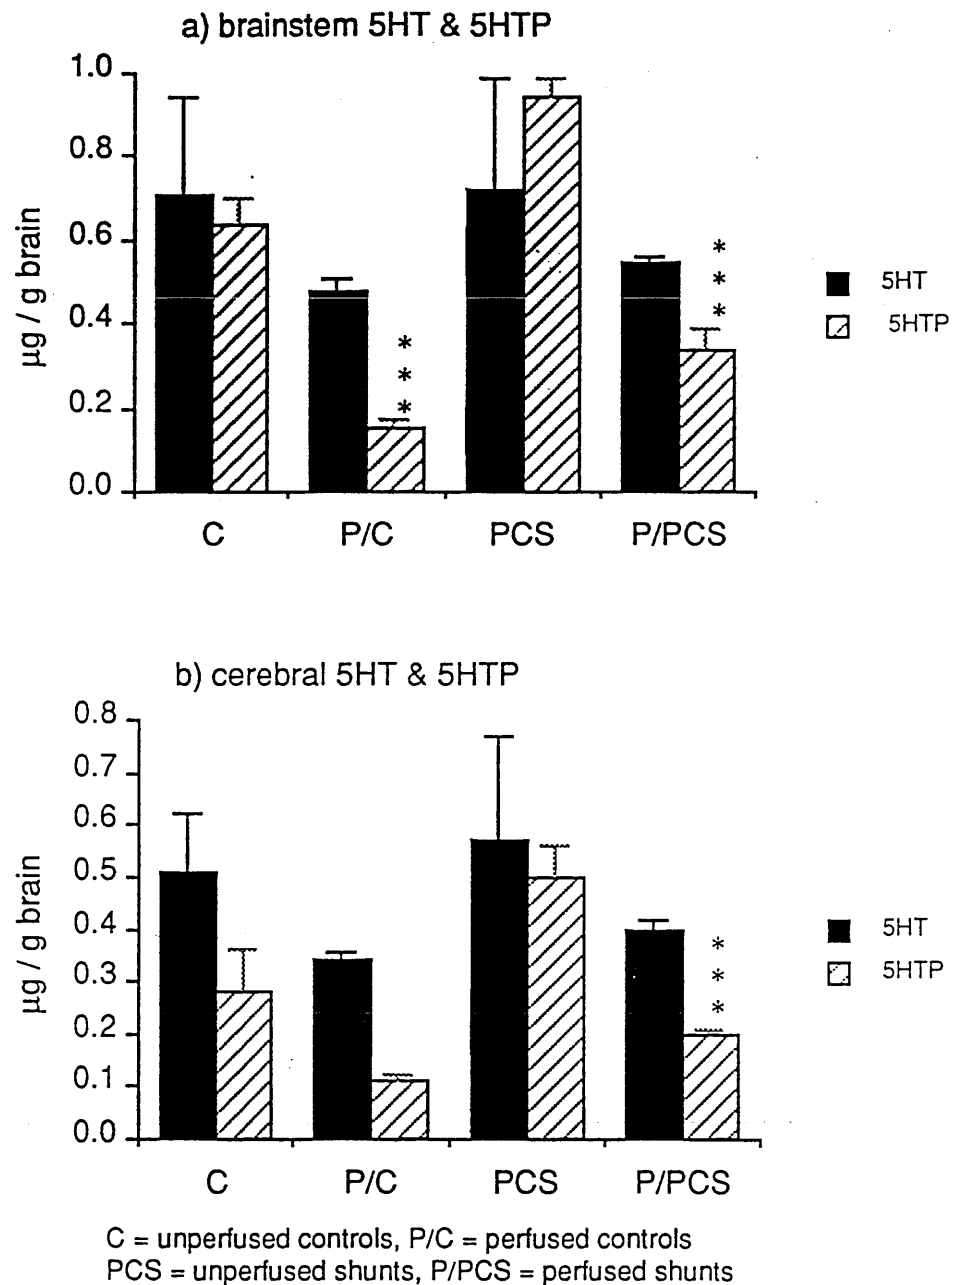 a) brainstem 5HT & 5HTP
µg / g brain
1.0
0.8
0.6
0.4
0.2
0.0
*
*
*
*
*
*
5HT
5HTP
C P/C PCS P/PCS
b) cerebral 5HT & 5HTP
µg / g brain
0.8
0.7
0.6
0.5
0.4
0.3
0.2
0.1
0.0
*
*
*
5HT
5HTP
C P/C PCS P/PCS
C = unperfused controls, P/C = perfused controls
PCS = unperfused shunts, P/PCS = perfused shunts